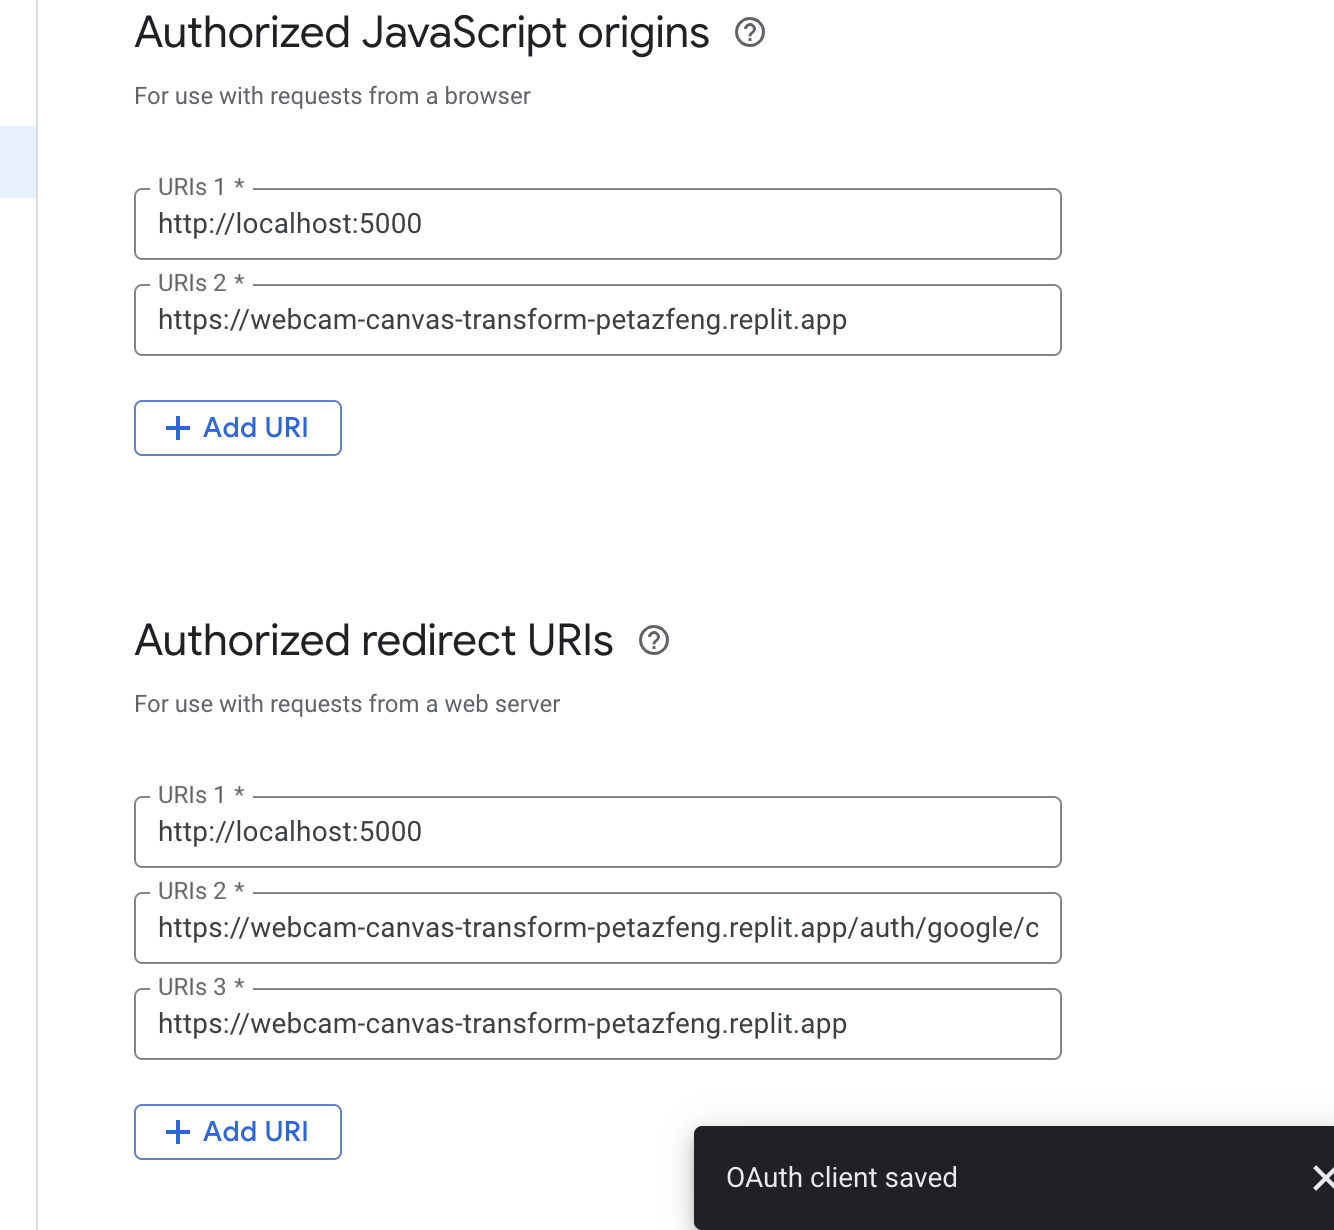 Authorized JavaScript origins
For use with requests from a browser
URIs 1 *
http://localhost:5000
URIs 2 *
https://webcam-canvas-transform-petazfeng.replit.app
Add URI
Authorized redirect URIs
For use with requests from a web server
URIs 1 *
http://localhost:5000
URIs 2 *
https://webcam-canvas-transform-petazfeng.replit.app/auth/google/c
URIs 3 *
https://webcam-canvas-transform-petazfeng.replit.app
Add URI
OAuth client saved